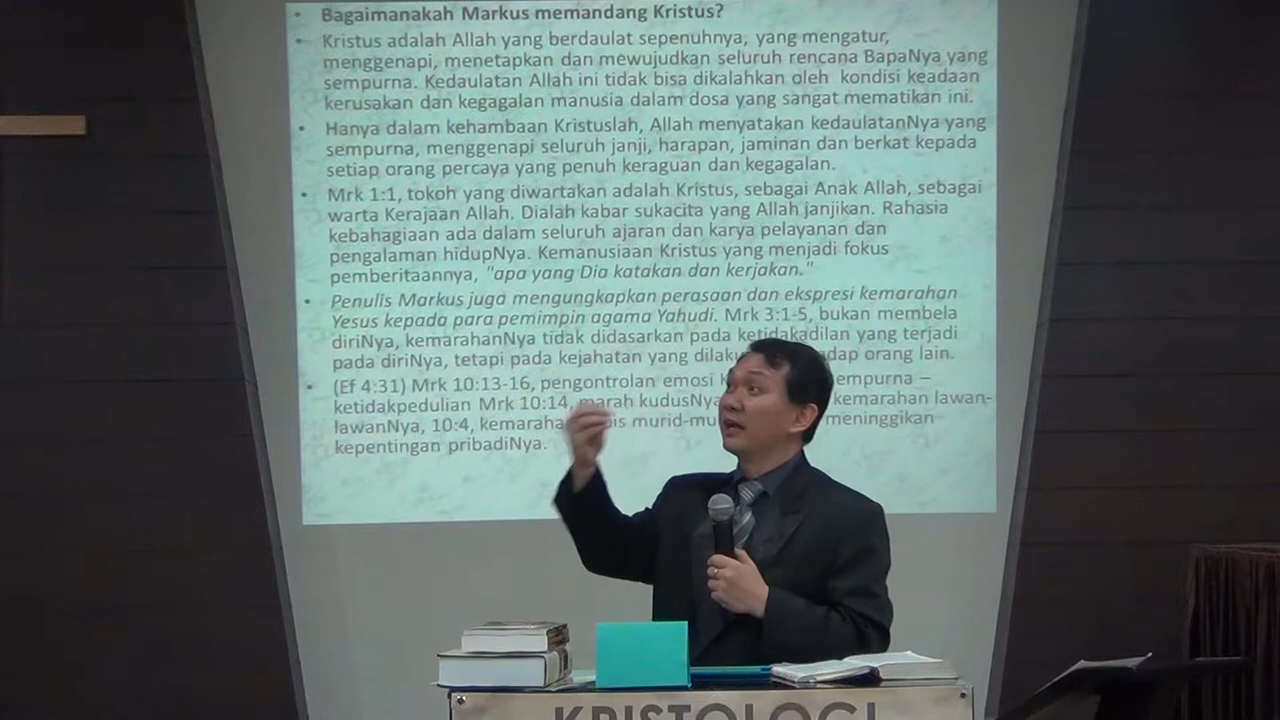 • Bagaimanakah Markus memandang Kristus?
• Kristus adalah Allah yang berdaulat sepenuhnya, yang mengatur,
menggenapi, menetapkan dan mewujudkan seluruh rencana BapaNya yang
sempurna. Kedaulatan Allah ini tidak bisa dikalahkan oleh kondisi keadaan
kerusakan dan kegagalan manusia dalam dosa yang sangat mematikan ini.
• Hanya dalam kehambaan Kristuslah, Allah menyatakan kedaulatanNya yang
sempurna, menggenapi seluruh janji, harapan, jaminan dan berkat kepada
setiap orang percaya yang penuh keraguan dan kegagalan.
• Mrk 1:1, tokoh yang diwartakan adalah Kristus, sebagai Anak Allah, sebagai
warta Kerajaan Allah. Dialah kabar sukacita yang Allah janjikan. Rahasia
kebahagiaan ada dalam seluruh ajaran dan karya pelayanan dan
pengalaman hidupNya. Kemanusiaan Kristus yang menjadi fokus
pemberitaannya, "apa yang Dia katakan dan kerjakan."
• Penulis Markus juga mengungkapkan perasaan dan ekspresi kemarahan
Yesus kepada para pemimpin agama Yahudi. Mrk 3:1-5, bukan membela
diriNya, kemarahanNya tidak didasarkan pada ketidakadilan yang terjadi
pada diriNya, tetapi pada kejahatan yang orang lain.
• (Ef 4:31) Mrk 10:13-16, pengontrolan emosi –
ketidakpedulian Mrk 10:14, marah kudusNya kemarahan lawan-
lawanNya, 10:4, meninggikan
kepentingan pribadiNya.
KRISTOLOGI